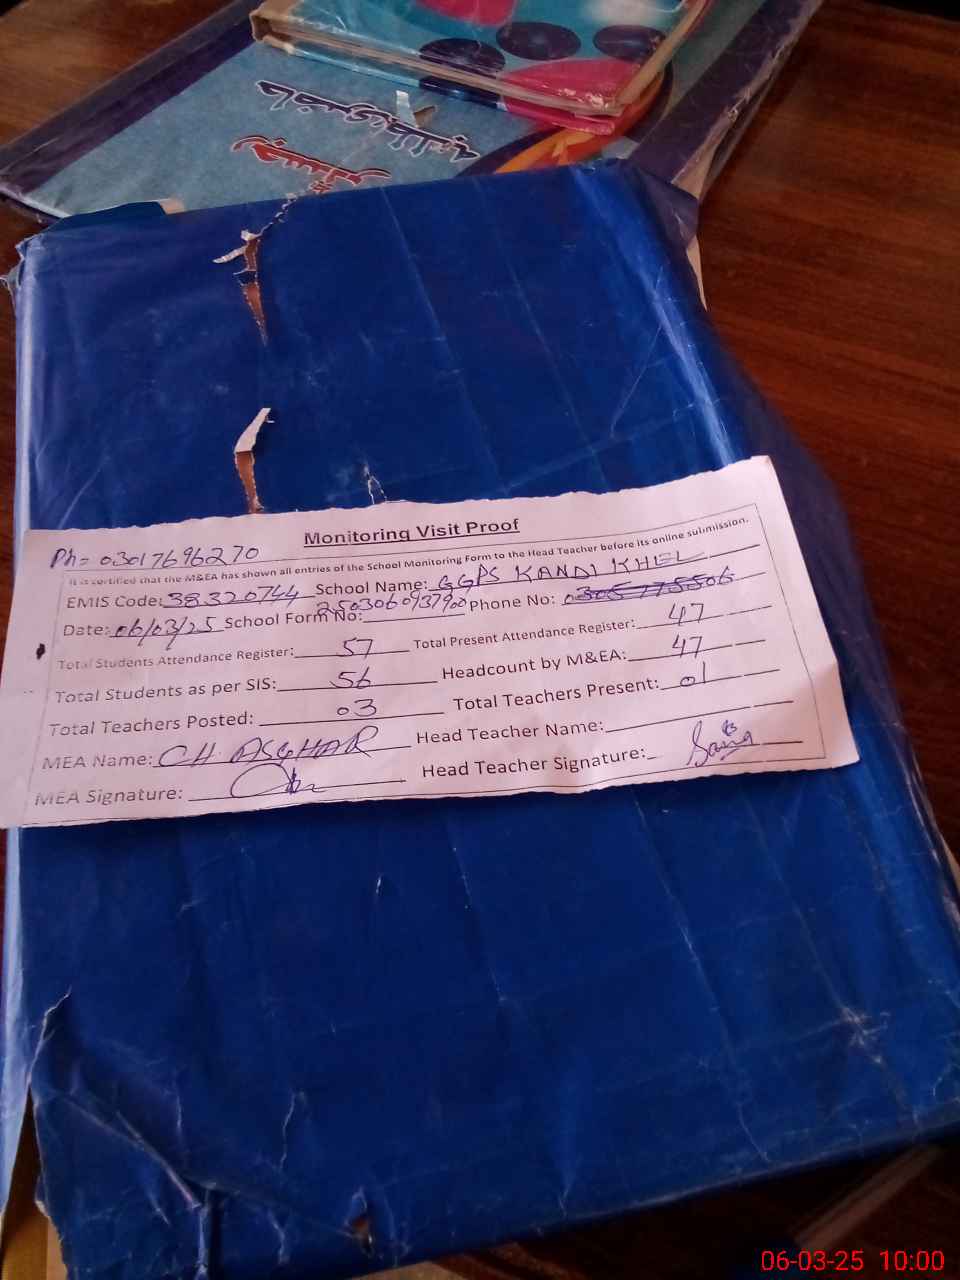 حاضری طلبہ
رجسٹر
Monitoring Visit Proof
Ph = 03017696270
It is certified that the M&EA has shown all entries of the School Monitoring Form to the Head Teacher before its online submission.
EMIS Code: 38320744 School Name: GGPS KANDI KHEL
Date: 06/03/25 School Form No: 2503060937900 Phone No:
Total Students Attendance Register: 57 Total Present Attendance Register: 47
Total Students as per SIS: 56 Headcount by M&EA: 47
Total Teachers Posted: 03 Total Teachers Present: 01
MEA Name: CH. ASGHAR Head Teacher Name:
MEA Signature: Head Teacher Signature:
06-03-25 10:00